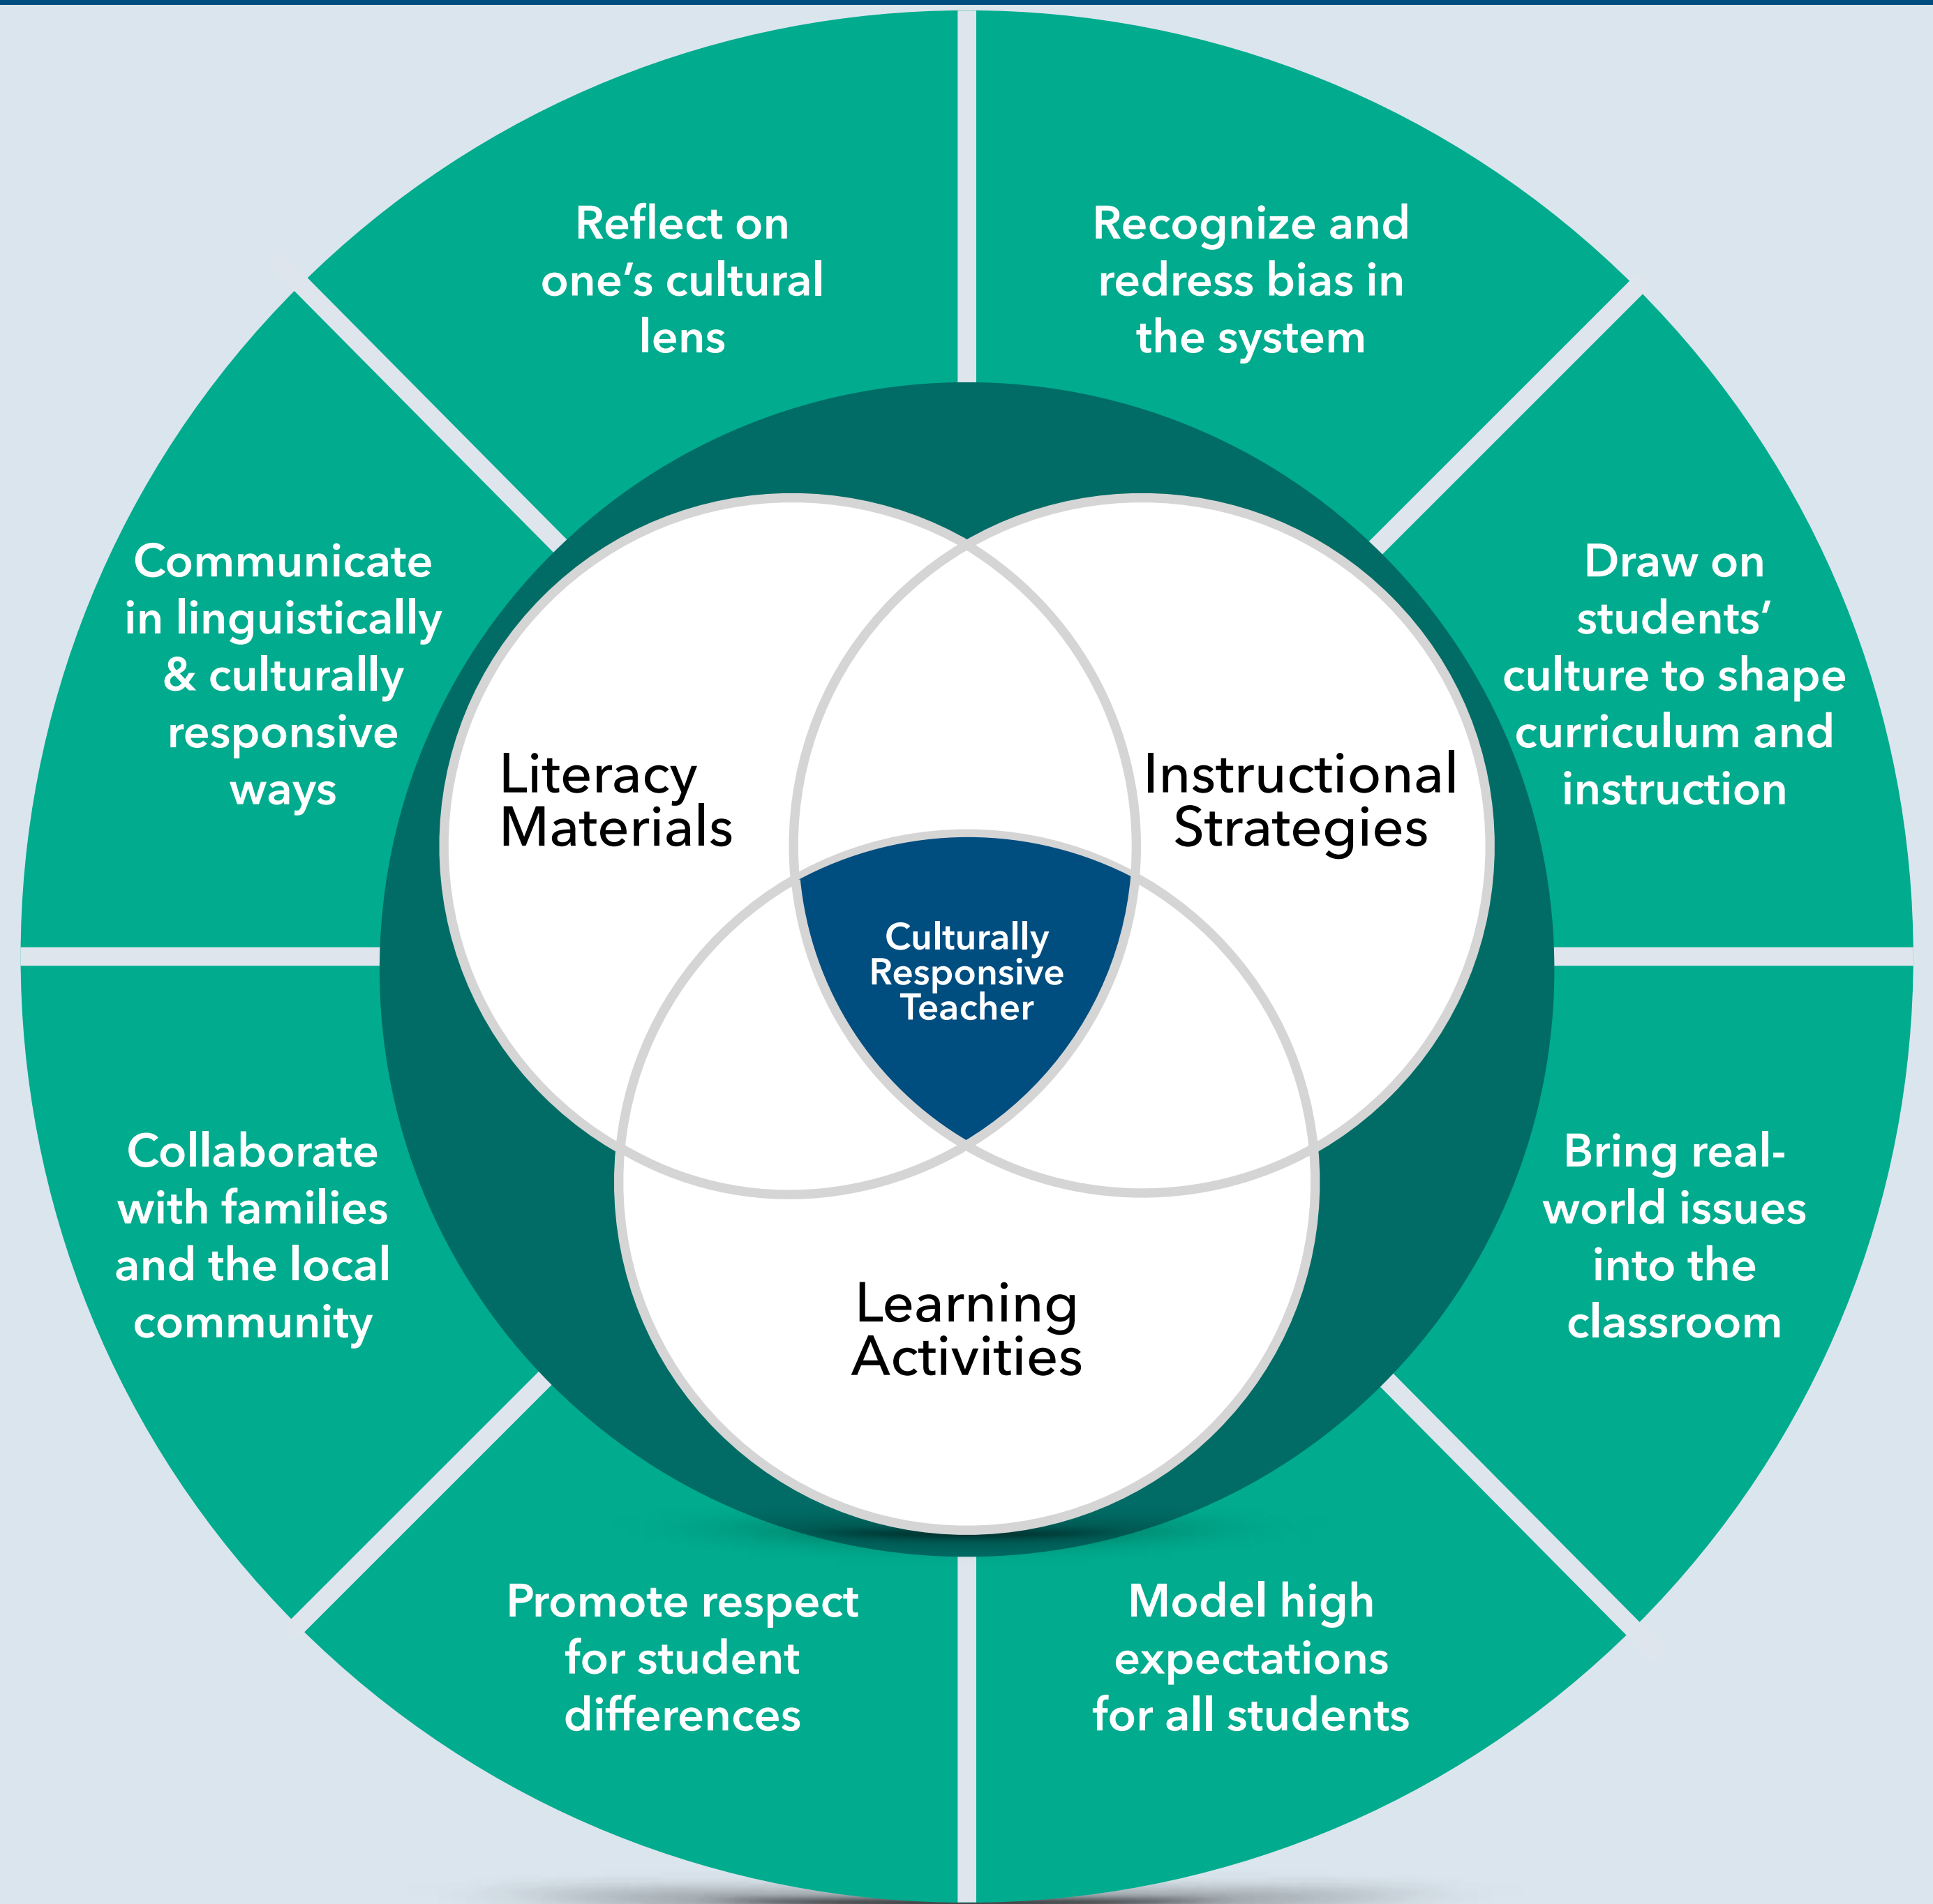 Reflect on
one's cultural
lens
Recognize and
redress bias in
the system
Communicate
in linguistically
& culturally
responsive
ways
Draw on
students'
culture to shape
curriculum and
instruction
Literacy
Materials
Instructional
Strategies
Culturally
Responsive
Teacher
Collaborate
with families
and the local
community
Bring real-
world issues
into the
classroom
Learning
Activities
Promote respect
for student
differences
Model high
expectations
for all students